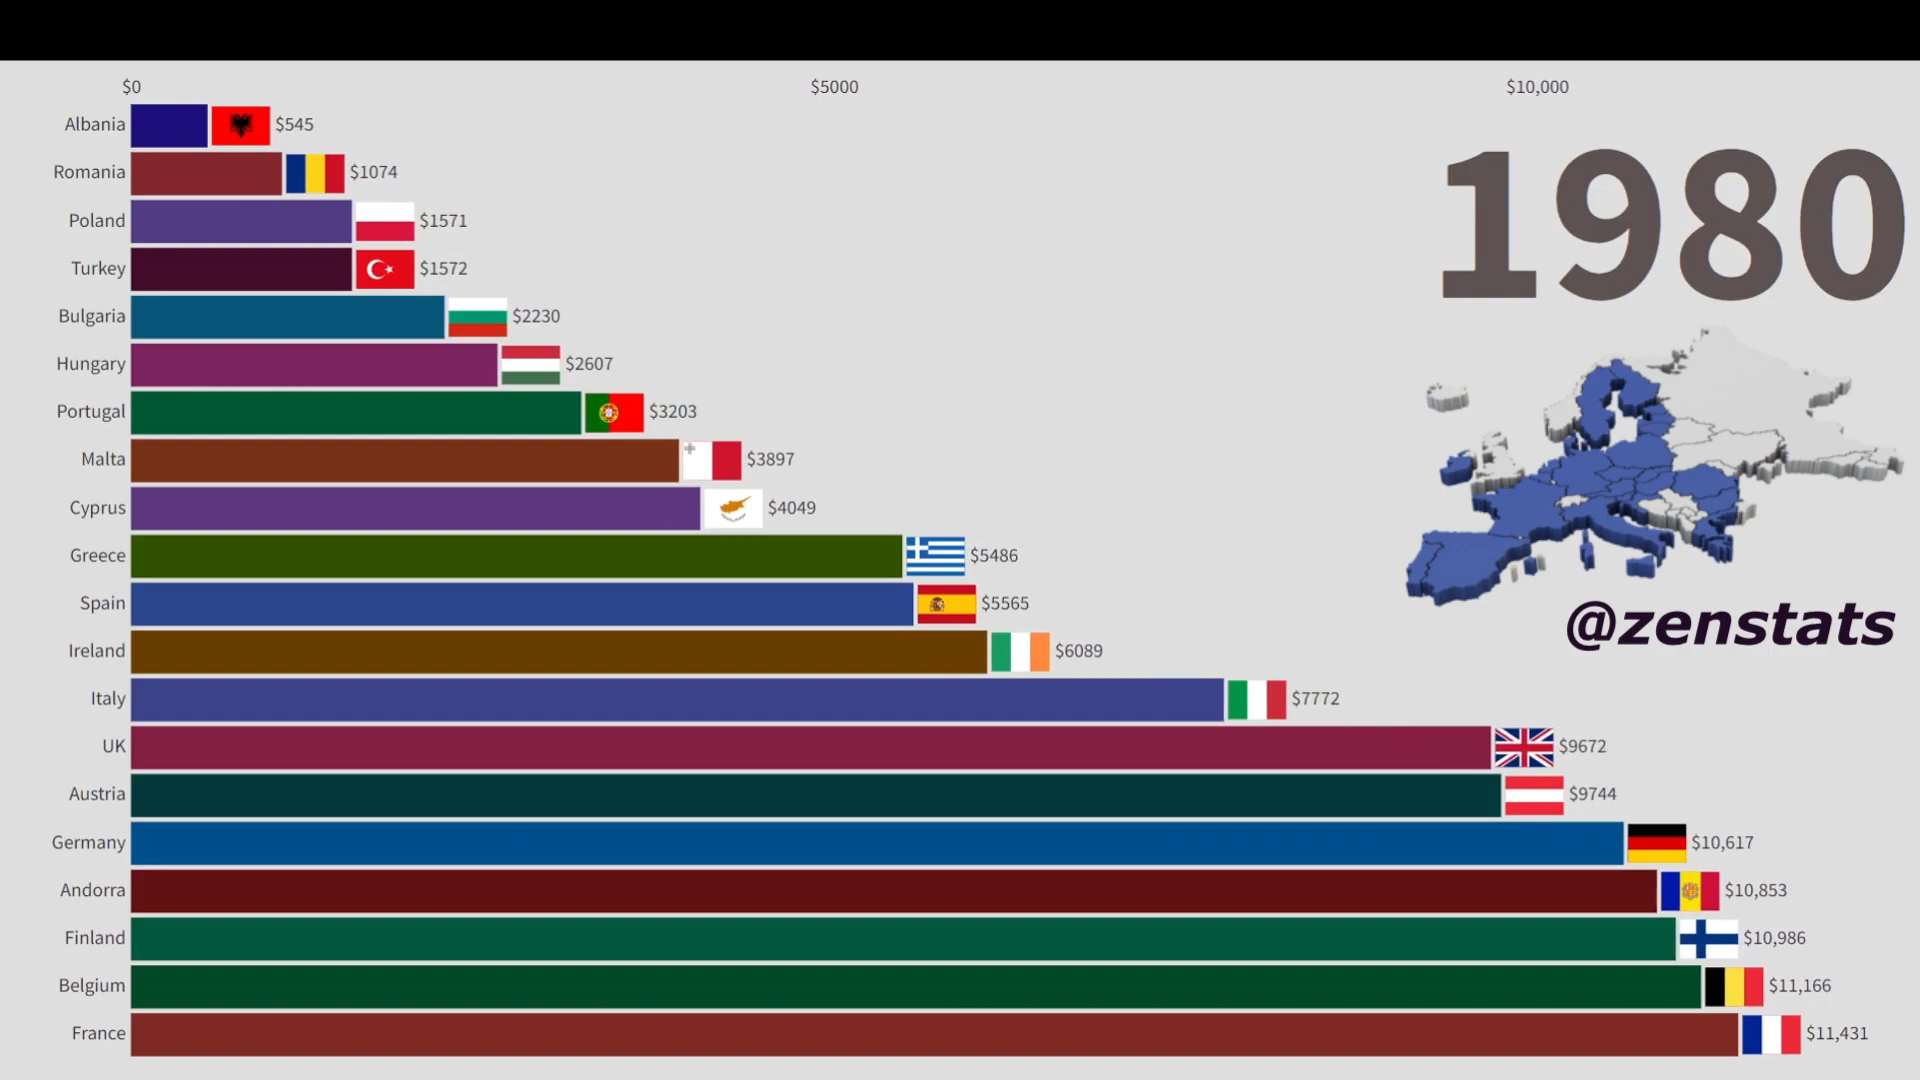 $0 $5000 $10,000
Albania $545
Romania $1074
Poland $1571
Turkey $1572
Bulgaria $2230
Hungary $2607
Portugal $3203
Malta $3897
Cyprus $4049
Greece $5486
Spain $5565
Ireland $6089
Italy $7772
UK $9672
Austria $9744
Germany $10,617
Andorra $10,853
Finland $10,986
Belgium $11,166
France $11,431
1980
@zenstats